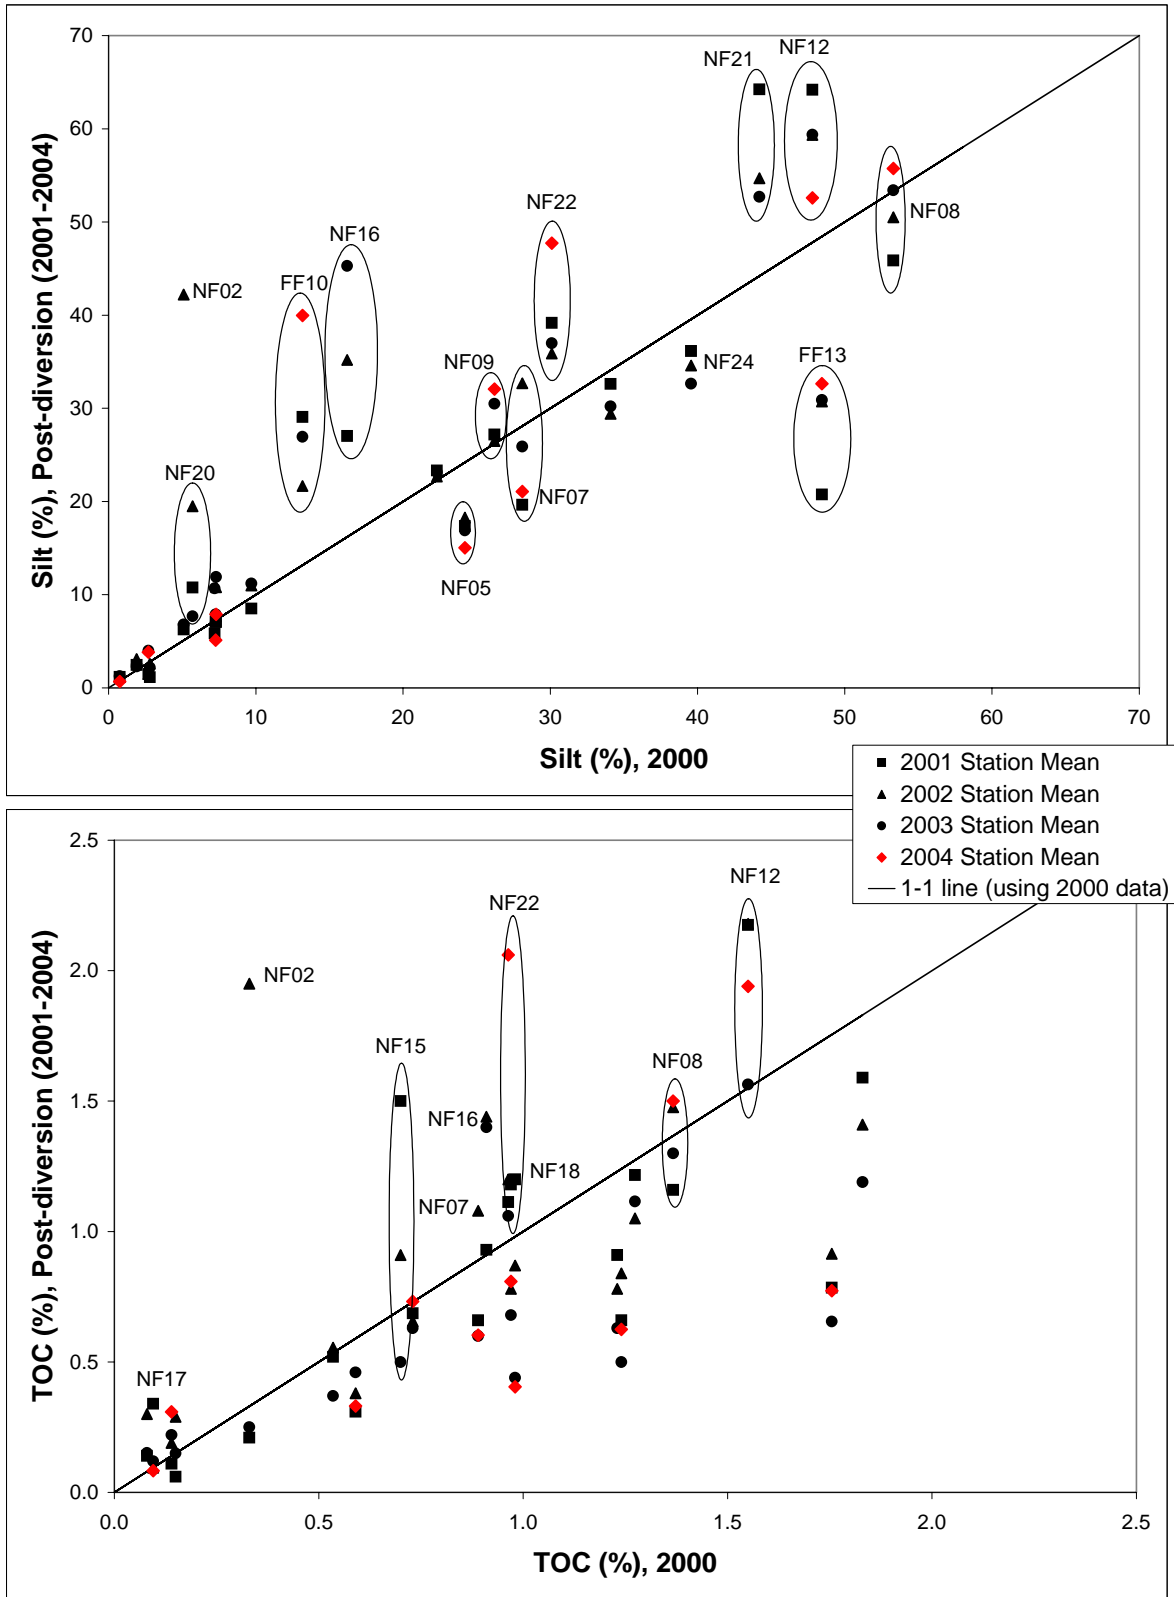 70
60
50
40
30
20
10
0
Silt (%), Post-diversion (2001-2004)
NF21
NF12
NF22
NF08
NF16
FF10
NF02
NF09
NF24
FF13
NF20
NF07
NF05
0 10 20 30 40 50 60 70
Silt (%), 2000
2001 Station Mean
2002 Station Mean
2003 Station Mean
2004 Station Mean
1-1 line (using 2000 data)
2.5
2.0
1.5
1.0
0.5
0.0
TOC (%), Post-diversion (2001-2004)
NF12
NF22
NF02
NF15
NF08
NF16
NF18
NF07
NF17
0.0 0.5 1.0 1.5 2.0 2.5
TOC (%), 2000